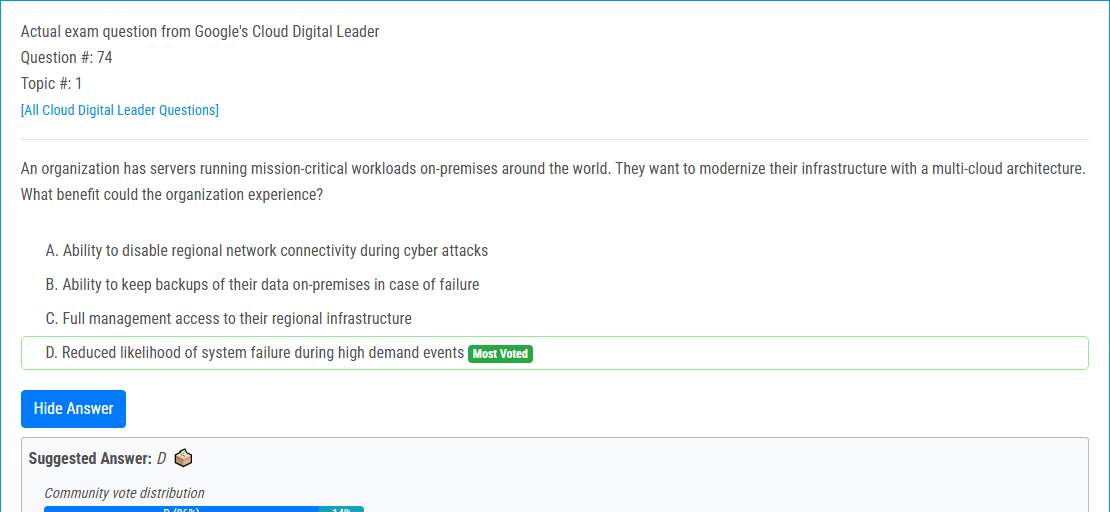 Actual exam question from Google's Cloud Digital Leader
Question #: 74
Topic #: 1
[All Cloud Digital Leader Questions]
An organization has servers running mission-critical workloads on-premises around the world. They want to modernize their infrastructure with a multi-cloud architecture.
What benefit could the organization experience?
A. Ability to disable regional network connectivity during cyber attacks
B. Ability to keep backups of their data on-premises in case of failure
C. Full management access to their regional infrastructure
D. Reduced likelihood of system failure during high demand events Most Voted
Hide Answer
Suggested Answer: D
Community vote distribution